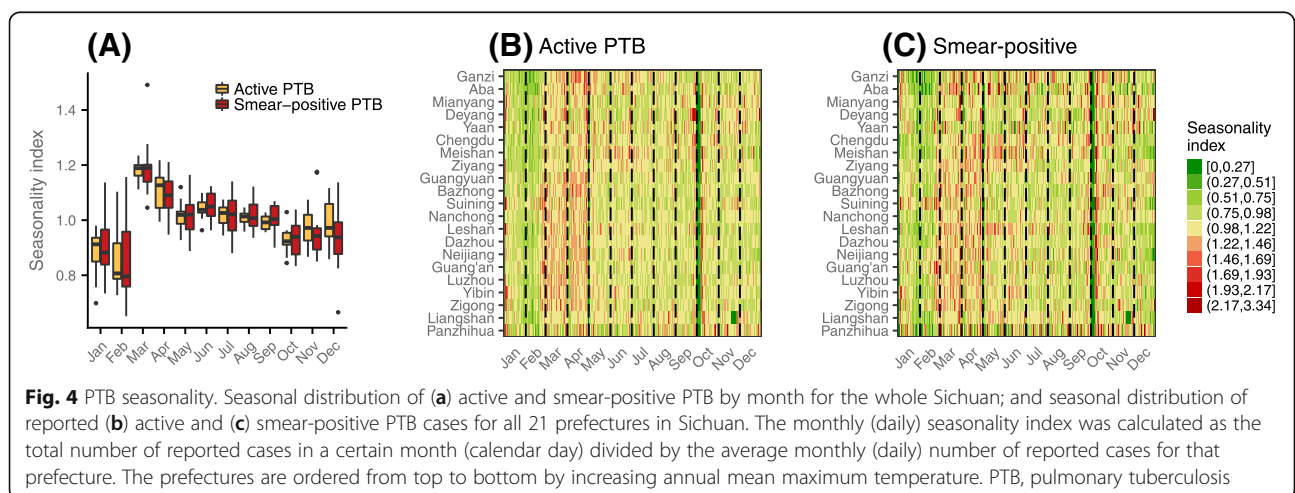 (A)
Active PTB
Smear–positive PTB
Seasonality index
1.4
1.2
1.0
0.8
Jan Feb Mar Apr May Jun Jul Aug Sep Oct Nov Dec
(B) Active PTB
Ganzi
Aba
Mianyang
Deyang
Yaan
Chengdu
Meishan
Ziyang
Guangyuan
Bazhong
Suining
Nanchong
Leshan
Dazhou
Neijiang
Guang'an
Luzhou
Yibin
Zigong
Liangshan
Panzhihua
Jan Feb Mar Apr May Jun Jul Aug Sep Oct Nov Dec
(C) Smear-positive
Ganzi
Aba
Mianyang
Deyang
Yaan
Chengdu
Meishan
Ziyang
Guangyuan
Bazhong
Suining
Nanchong
Leshan
Dazhou
Neijiang
Guang'an
Luzhou
Yibin
Zigong
Liangshan
Panzhihua
Jan Feb Mar Apr May Jun Jul Aug Sep Oct Nov Dec
Seasonality
index
[0,0.27]
(0.27,0.51]
(0.51,0.75]
(0.75,0.98]
(0.98,1.22]
(1.22,1.46]
(1.46,1.69]
(1.69,1.93]
(1.93,2.17]
(2.17,3.34]
Fig. 4 PTB seasonality. Seasonal distribution of (a) active and smear-positive PTB by month for the whole Sichuan; and seasonal distribution of
reported (b) active and (c) smear-positive PTB cases for all 21 prefectures in Sichuan. The monthly (daily) seasonality index was calculated as the
total number of reported cases in a certain month (calendar day) divided by the average monthly (daily) number of reported cases for that
prefecture. The prefectures are ordered from top to bottom by increasing annual mean maximum temperature. PTB, pulmonary tuberculosis